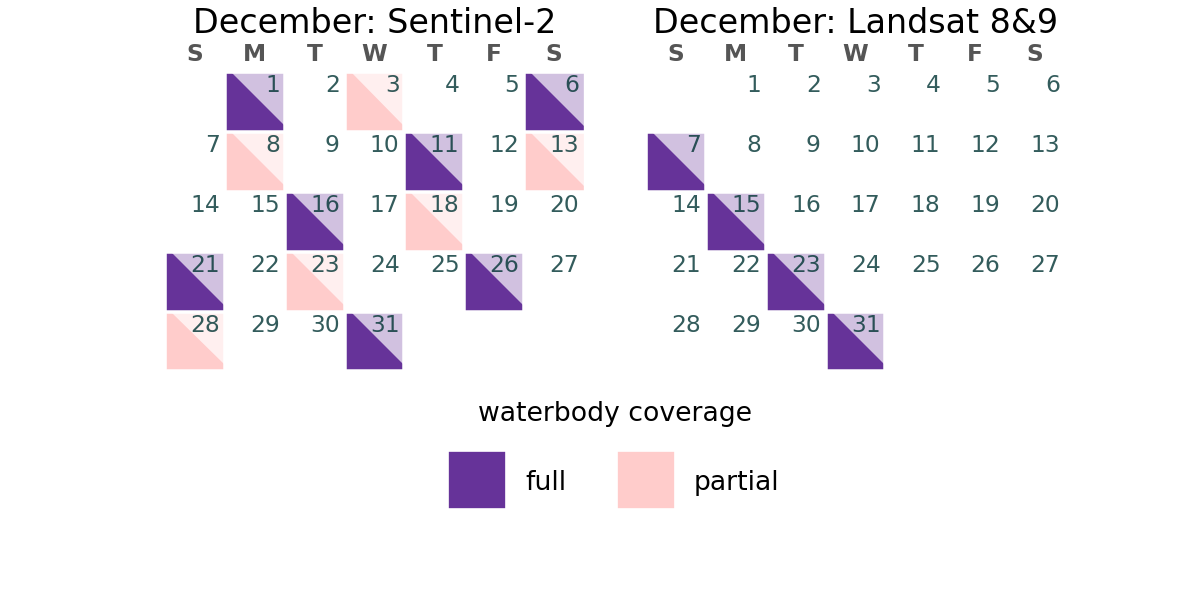 December: Sentinel-2
S M T W T F S
1 2 3 4 5 6
7 8 9 10 11 12 13
14 15 16 17 18 19 20
21 22 23 24 25 26 27
28 29 30 31
December: Landsat 8&9
S M T W T F S
1 2 3 4 5 6
7 8 9 10 11 12 13
14 15 16 17 18 19 20
21 22 23 24 25 26 27
28 29 30 31
waterbody coverage
full partial